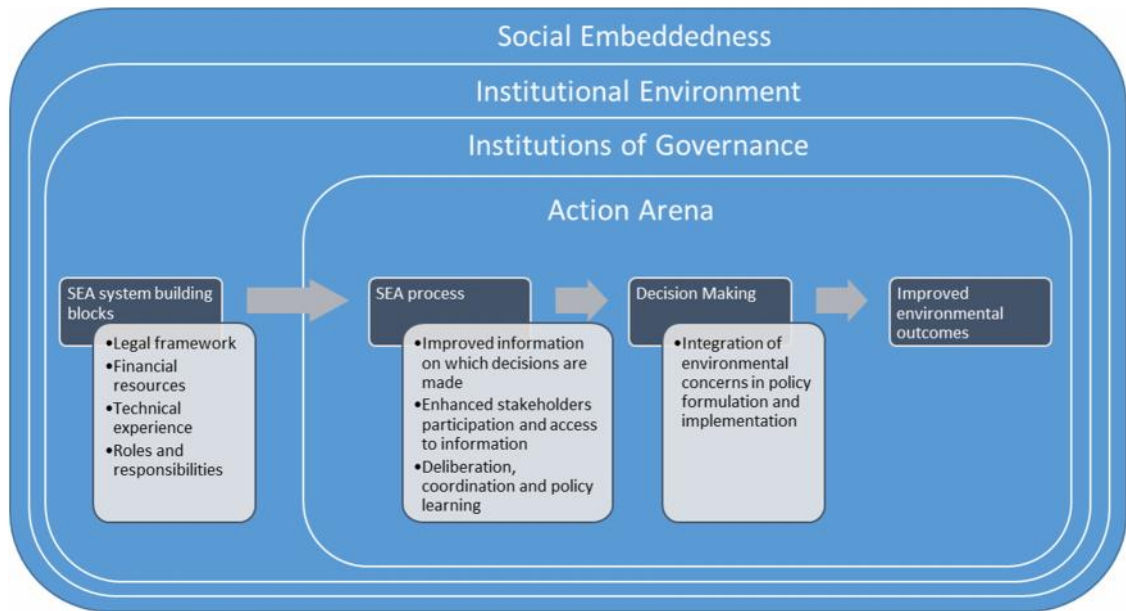 Social Embeddedness
Institutional Environment
Institutions of Governance
Action Arena
SEA system building
blocks
•Legal framework
•Financial
resources
•Technical
experience
•Roles and
responsibilities
SEA process
•Improved information
on which decisions are
made
•Enhanced stakeholders
participation and access
to information
•Deliberation,
coordination and policy
learning
Decision Making
•Integration of
environmental
concerns in policy
formulation and
implementation
Improved
environmental
outcomes